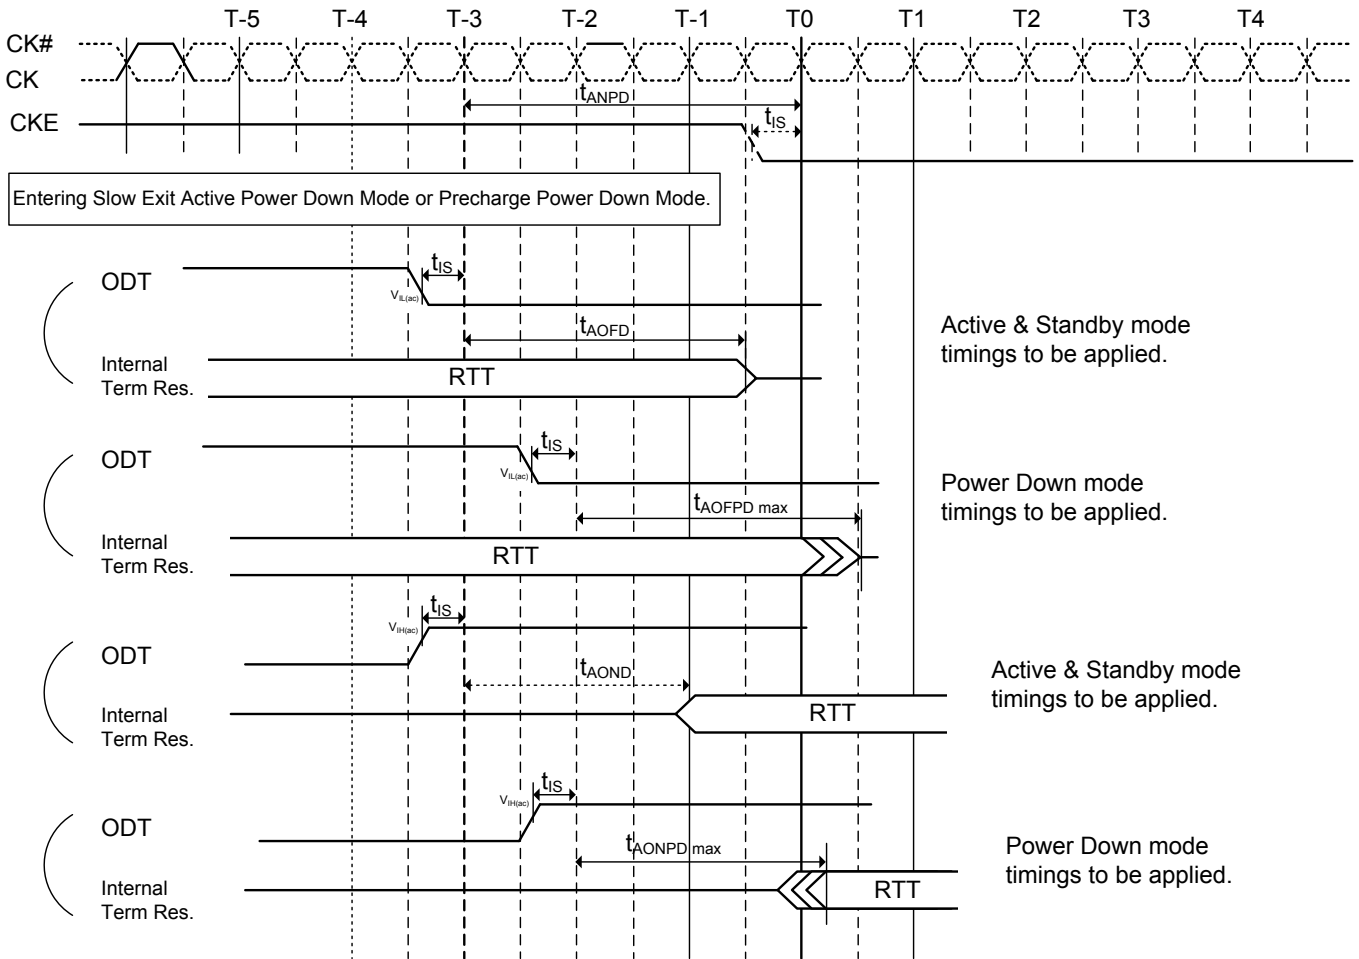 T-5 T-4 T-3 T-2 T-1 T0 T1 T2 T3 T4
CK#
CK
tANPD
CKE
tIS
Entering Slow Exit Active Power Down Mode or Precharge Power Down Mode.
ODT
tIS
VIL(ac)
tAOFD
Internal
Term Res.
RTT
Active & Standby mode
timings to be applied.
ODT
tIS
VIL(ac)
tAOFPD max
Internal
Term Res.
RTT
Power Down mode
timings to be applied.
ODT
tIS
VIH(ac)
tAOND
Internal
Term Res.
RTT
Active & Standby mode
timings to be applied.
ODT
tIS
VIH(ac)
tAONPD max
Internal
Term Res.
RTT
Power Down mode
timings to be applied.